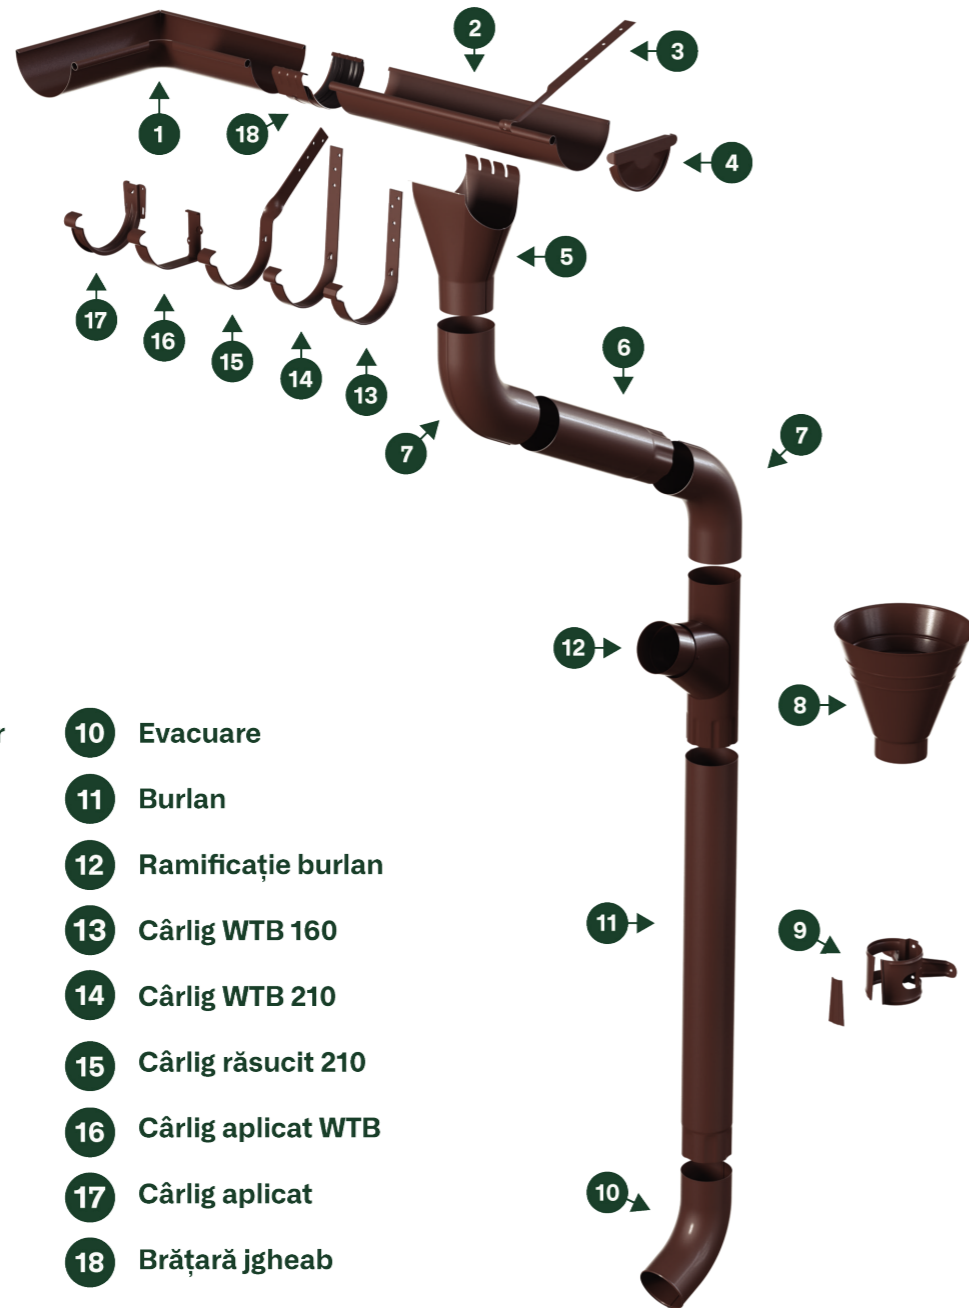 2
3
1
18
4
5
17
16
15
14
13
6
7
7
12
8
11
9
10
r
10 Evacuare
11 Burlan
12 Ramificație burlan
13 Cârlig WTB 160
14 Cârlig WTB 210
15 Cârlig răsucit 210
16 Cârlig aplicat WTB
17 Cârlig aplicat
18 Brățară jgheab